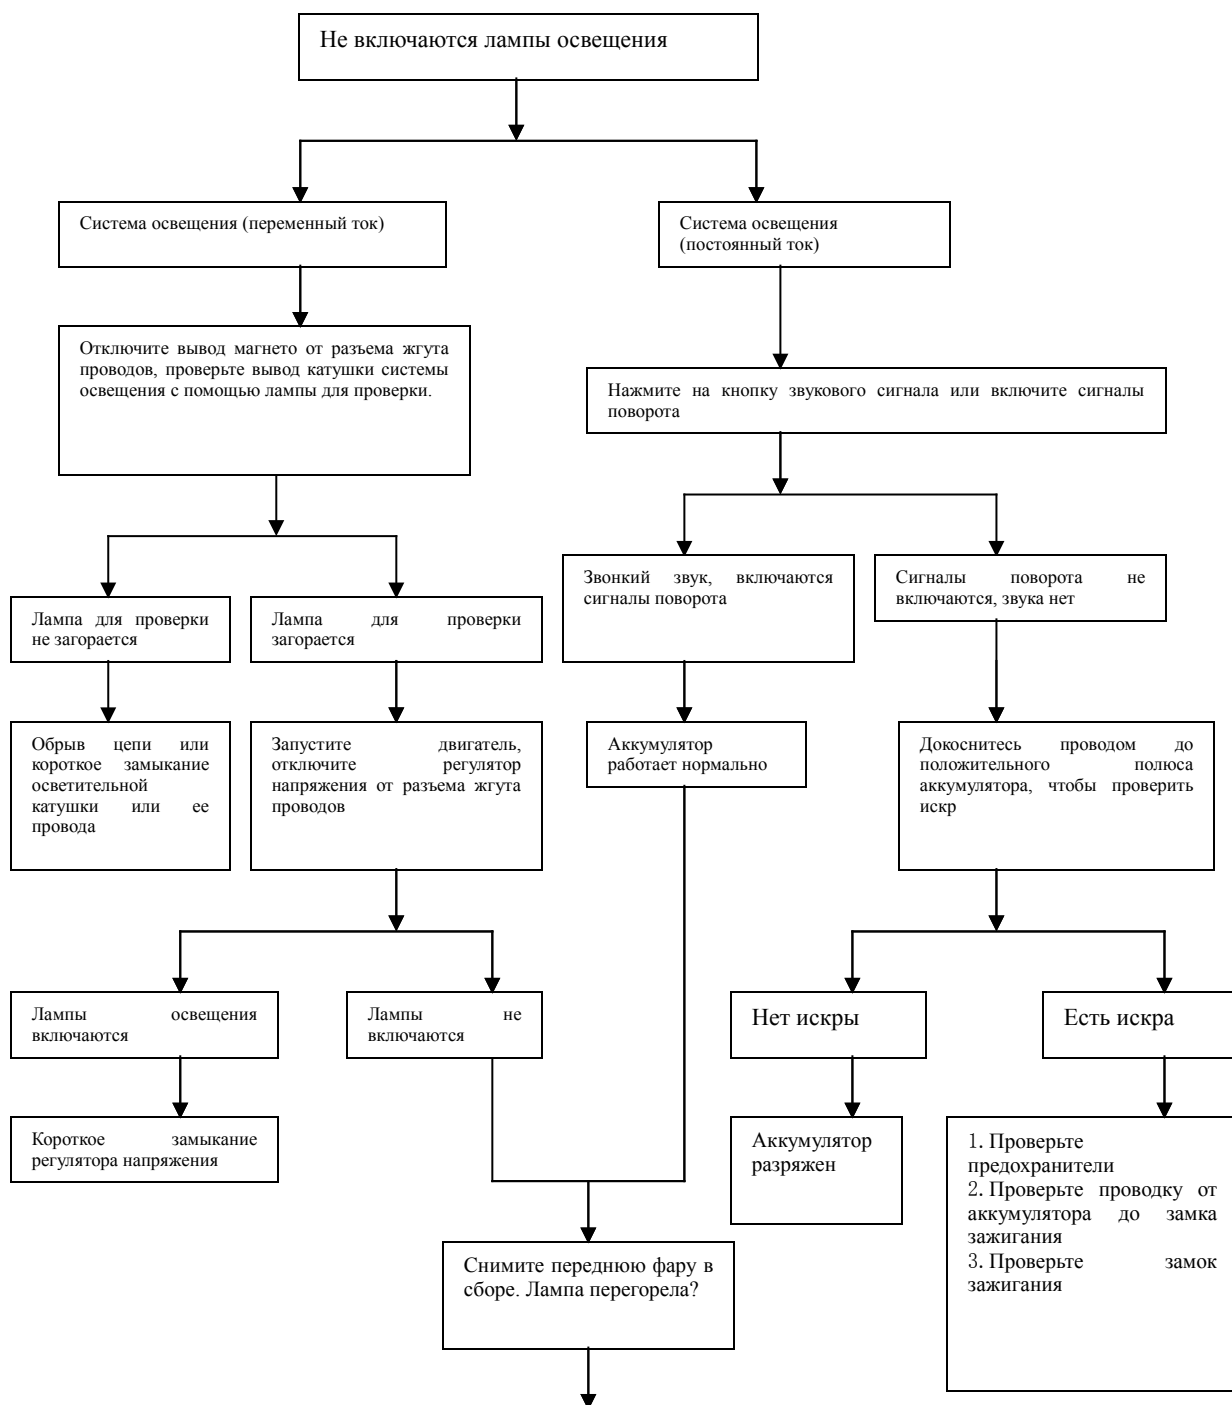 Не включаются лампы освещения
Система освещения (переменный ток)
Система освещения
(постоянный ток)
Отключите вывод магнето от разъема жгута
проводов, проверьте вывод катушки системы
освещения с помощью лампы для проверки.
Нажмите на кнопку звукового сигнала или включите сигналы
поворота
Лампа для проверки
не загорается
Лампа для проверки
загорается
Звонкий звук, включаются
сигналы поворота
Сигналы поворота не
включаются, звука нет
Обрыв цепи или
короткое замыкание
осветительной
катушки или ее
провода
Запустите двигатель,
отключите регулятор
напряжения от разъема жгута
проводов
Аккумулятор
работает нормально
Докоснитесь проводом до
положительного полюса
аккумулятора, чтобы проверить
искр
Лампы освещения
включаются
Лампы не
включаются
Нет искры
Есть искра
Короткое замыкание
регулятора напряжения
Аккумулятор
разряжен
1. Проверьте
предохранители
2. Проверьте проводку от
аккумулятора до замка
зажигания
3. Проверьте замок
зажигания
Снимите переднюю фару в
сборе. Лампа перегорела?